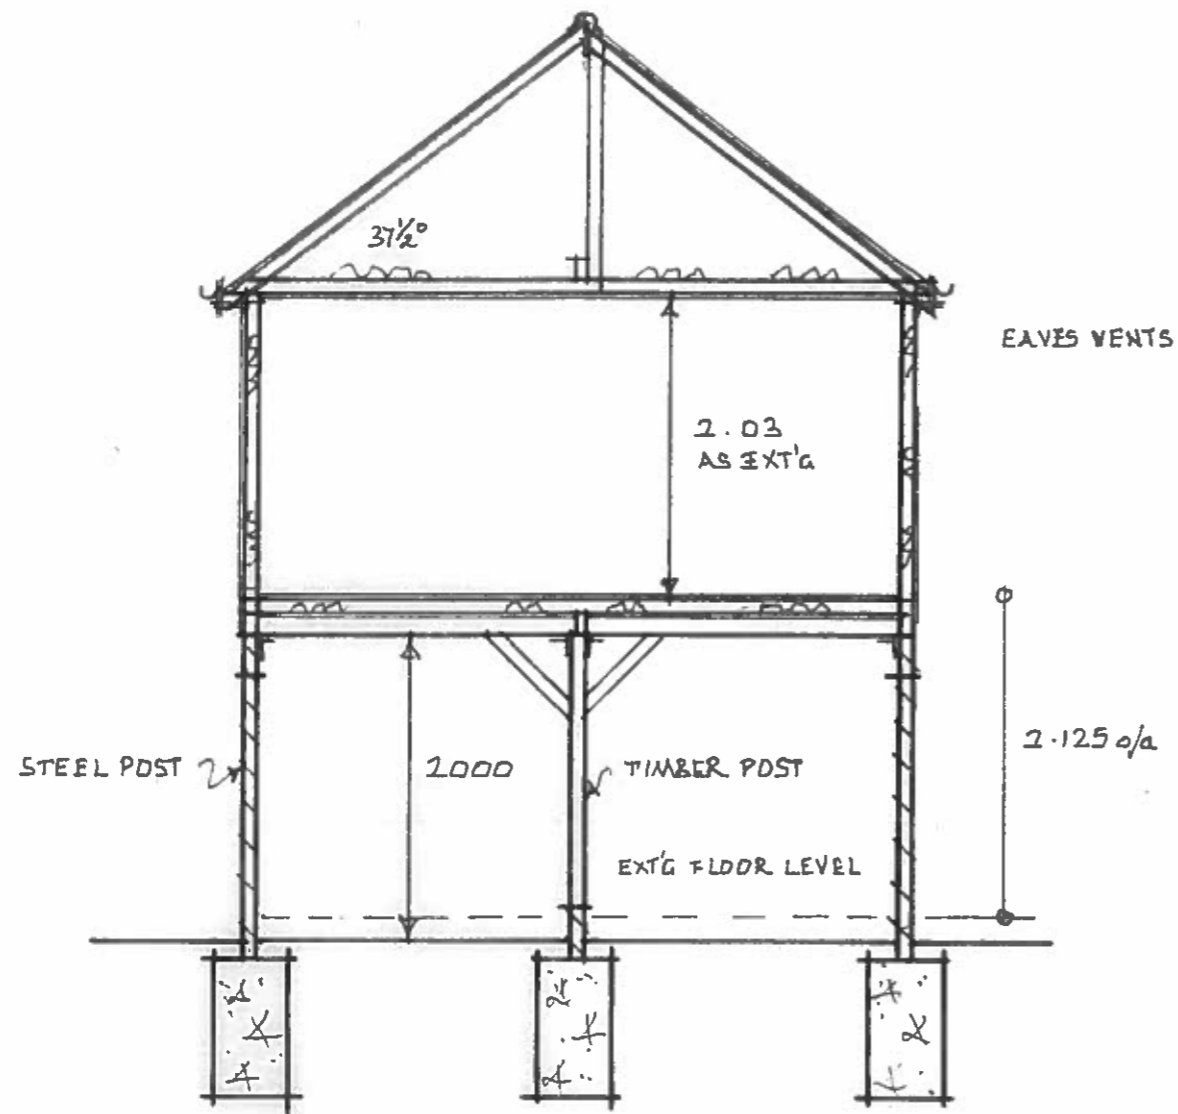 37½°
EAVES VENTS
2.03
AS EXT'G
STEEL POST
2000
TIMBER POST
2.125 o/a
EXT'G FLOOR LEVEL